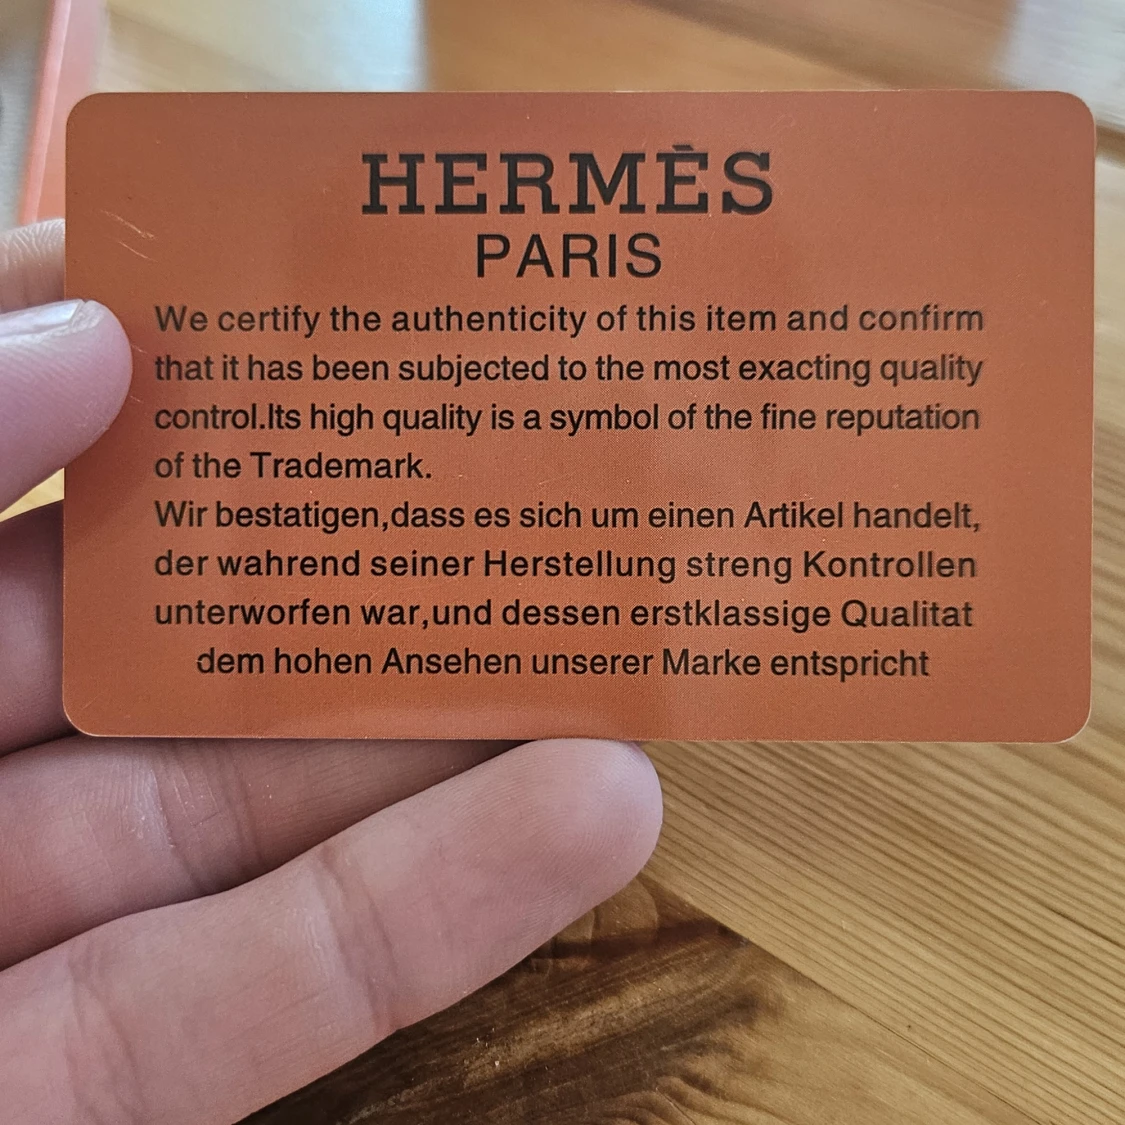 HERMÈS
PARIS
We certify the authenticity of this item and confirm
that it has been subjected to the most exacting quality
control.Its high quality is a symbol of the fine reputation
of the Trademark.
Wir bestatigen,dass es sich um einen Artikel handelt,
der wahrend seiner Herstellung streng Kontrollen
unterworfen war,und dessen erstklassige Qualitat
dem hohen Ansehen unserer Marke entspricht